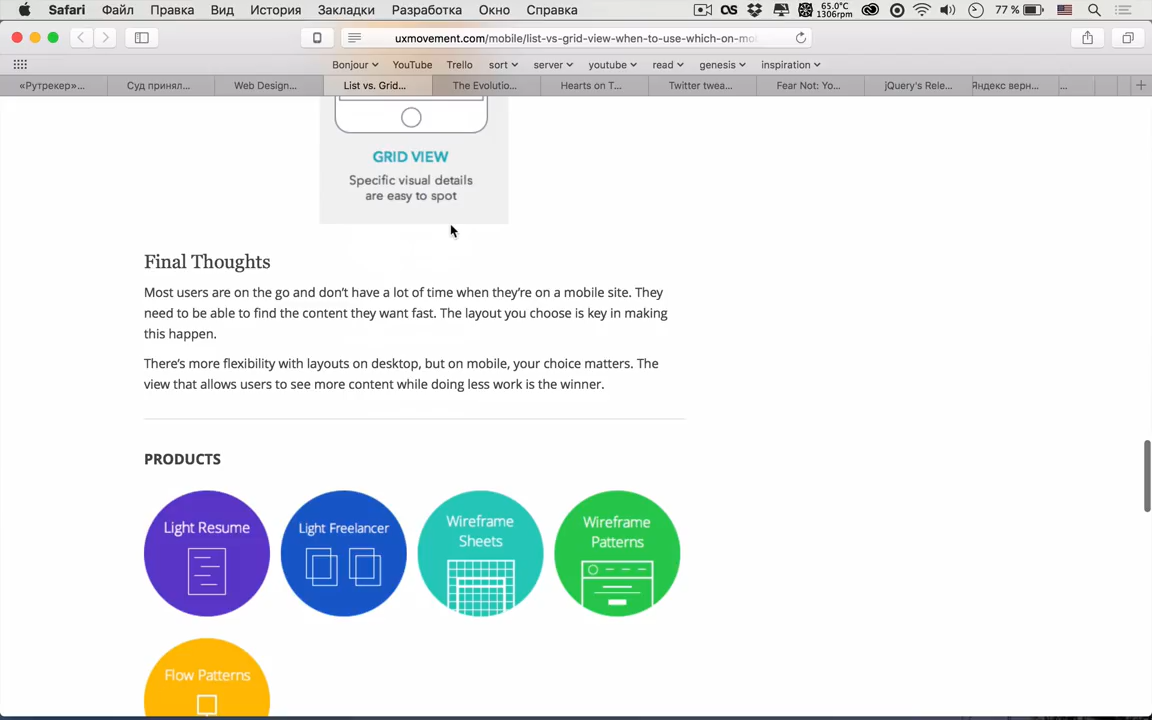 Safari Файл Правка Вид История Закладки Разработка Окно Справка 65.0°C 1306rpm 77 %
uxmovement.com/mobile/list-vs-grid-view-when-to-use-which-on-mo
Bonjour YouTube Trello sort server youtube read genesis inspiration
«Рутрекер»... Суд принял... Web Design... List vs. Grid... The Evolutio... Hearts on T... Twitter twea... Fear Not: Yo... jQuery's Rele... Яндекс верн... ...
GRID VIEW
Specific visual details
are easy to spot
Final Thoughts
Most users are on the go and don't have a lot of time when they're on a mobile site. They
need to be able to find the content they want fast. The layout you choose is key in making
this happen.
There's more flexibility with layouts on desktop, but on mobile, your choice matters. The
view that allows users to see more content while doing less work is the winner.
PRODUCTS
Light Resume
Light Freelancer
Wireframe
Sheets
Wireframe
Patterns
Flow Patterns